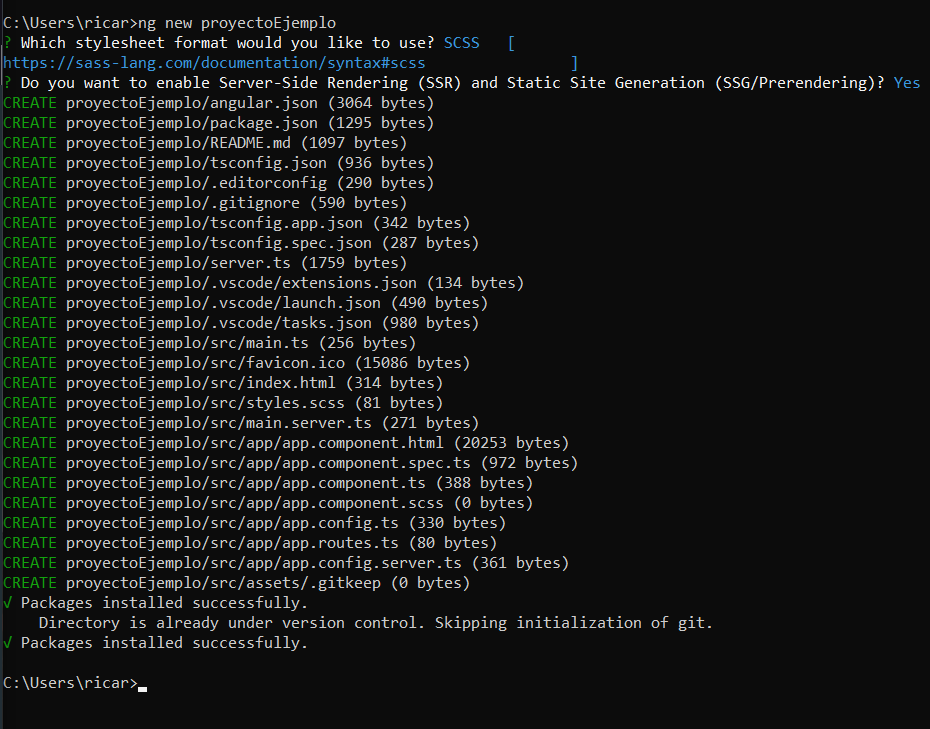 C:\Users\ricar>ng new proyectoEjemplo
? Which stylesheet format would you like to use? SCSS   [
https://sass-lang.com/documentation/syntax#scss                ]
? Do you want to enable Server-Side Rendering (SSR) and Static Site Generation (SSG/Prerendering)? Yes
CREATE proyectoEjemplo/angular.json (3064 bytes)
CREATE proyectoEjemplo/package.json (1295 bytes)
CREATE proyectoEjemplo/README.md (1097 bytes)
CREATE proyectoEjemplo/tsconfig.json (936 bytes)
CREATE proyectoEjemplo/.editorconfig (290 bytes)
CREATE proyectoEjemplo/.gitignore (590 bytes)
CREATE proyectoEjemplo/tsconfig.app.json (342 bytes)
CREATE proyectoEjemplo/tsconfig.spec.json (287 bytes)
CREATE proyectoEjemplo/server.ts (1759 bytes)
CREATE proyectoEjemplo/.vscode/extensions.json (134 bytes)
CREATE proyectoEjemplo/.vscode/launch.json (490 bytes)
CREATE proyectoEjemplo/.vscode/tasks.json (980 bytes)
CREATE proyectoEjemplo/src/main.ts (256 bytes)
CREATE proyectoEjemplo/src/favicon.ico (15086 bytes)
CREATE proyectoEjemplo/src/index.html (314 bytes)
CREATE proyectoEjemplo/src/styles.scss (81 bytes)
CREATE proyectoEjemplo/src/main.server.ts (271 bytes)
CREATE proyectoEjemplo/src/app/app.component.html (20253 bytes)
CREATE proyectoEjemplo/src/app/app.component.spec.ts (972 bytes)
CREATE proyectoEjemplo/src/app/app.component.ts (388 bytes)
CREATE proyectoEjemplo/src/app/app.component.scss (0 bytes)
CREATE proyectoEjemplo/src/app/app.config.ts (330 bytes)
CREATE proyectoEjemplo/src/app/app.routes.ts (80 bytes)
CREATE proyectoEjemplo/src/app/app.config.server.ts (361 bytes)
CREATE proyectoEjemplo/src/assets/.gitkeep (0 bytes)
√ Packages installed successfully.
    Directory is already under version control. Skipping initialization of git.
√ Packages installed successfully.
C:\Users\ricar>